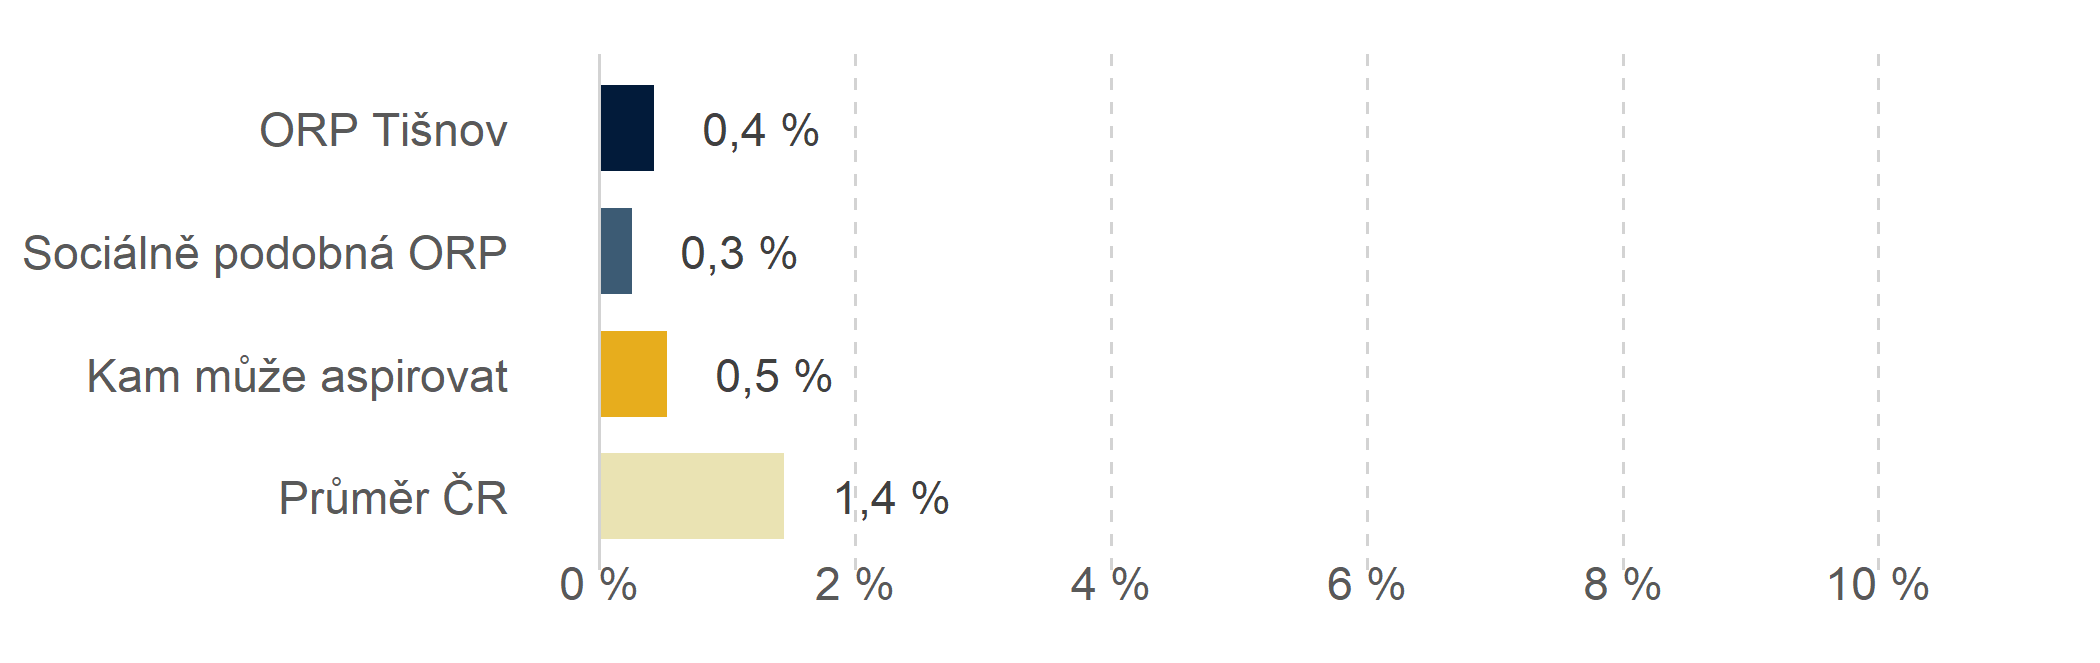 ORP Tišnov 0,4 %
Sociálně podobná ORP 0,3 %
Kam může aspirovat 0,5 %
Průměr ČR 1,4 %
0 % 2 % 4 % 6 % 8 % 10 %